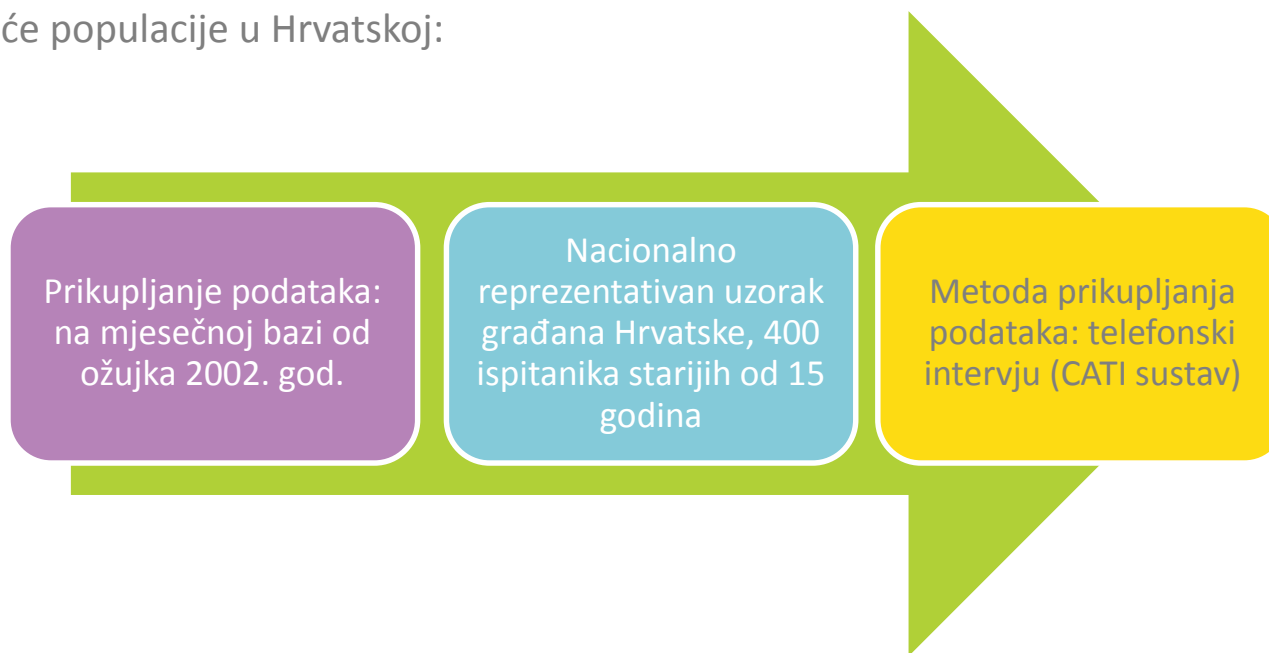 će populacije u Hrvatskoj:
Prikupljanje podataka:
na mjesečnoj bazi od
ožujka 2002. god.
Nacionalno
reprezentativan uzorak
građana Hrvatske, 400
ispitanika starijih od 15
godina
Metoda prikupljanja
podataka: telefonski
intervju (CATI sustav)